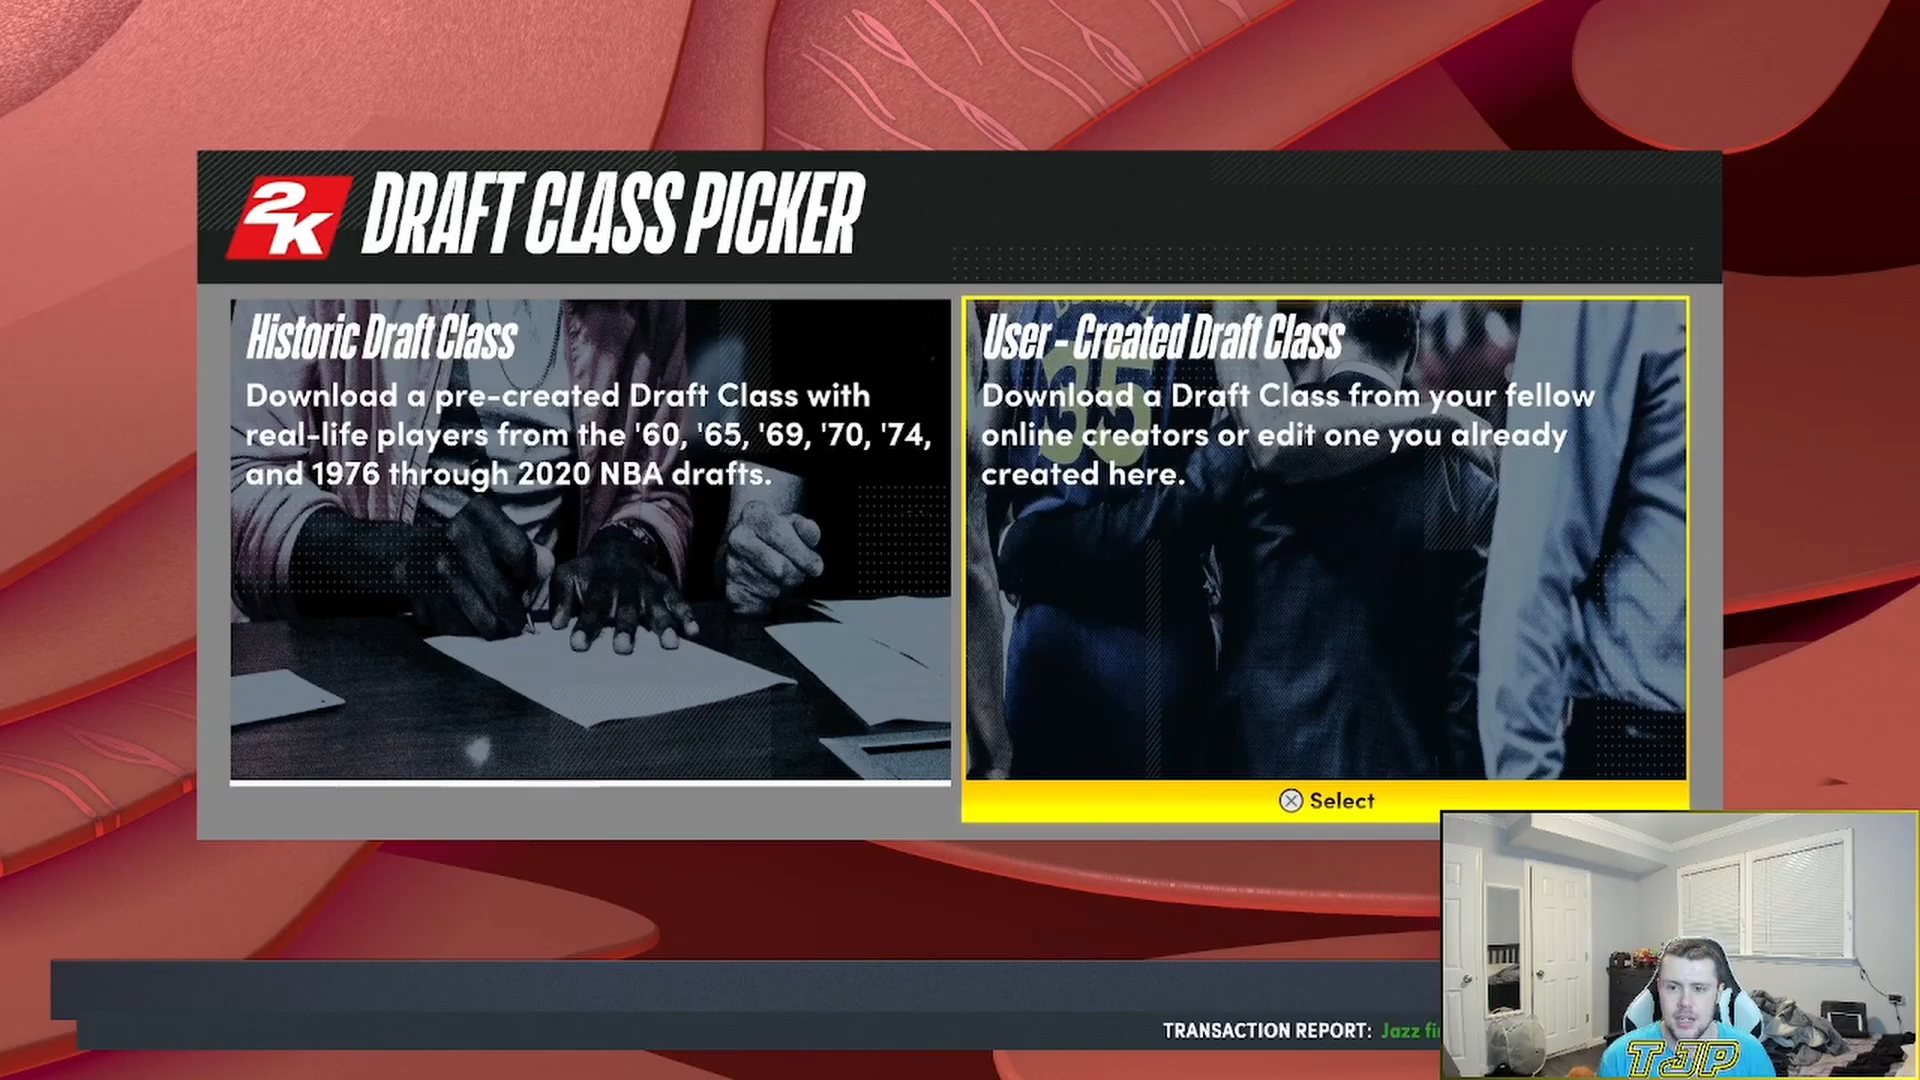 2K DRAFT CLASS PICKER
Historic Draft Class
Download a pre-created Draft Class with
real-life players from the '60, '65, '69, '70, '74,
and 1976 through 2020 NBA drafts.
User - Created Draft Class
35
Download a Draft Class from your fellow
online creators or edit one you already
created here.
Select
TRANSACTION REPORT: Jazz
TJP